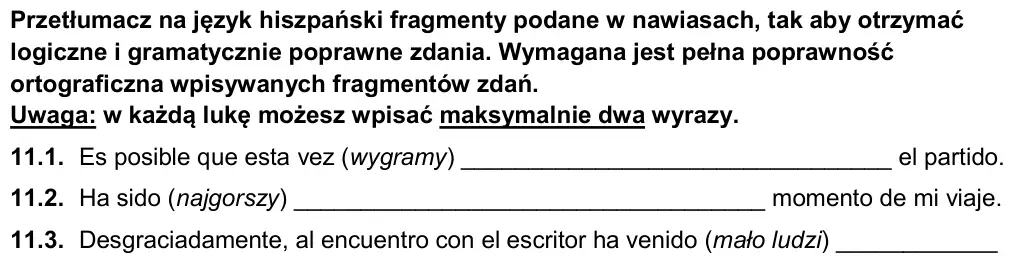 Przetłumacz na język hiszpański fragmenty podane w nawiasach, tak aby otrzymać
logiczne i gramatycznie poprawne zdania. Wymagana jest pełna poprawność
ortograficzna wpisywanych fragmentów zdań.
Uwaga: w każdą lukę możesz wpisać maksymalnie dwa wyrazy.
11.1. Es posible que esta vez (wygramy) ________________________________ el partido.
11.2. Ha sido (najgorszy) ___________________________________ momento de mi viaje.
11.3. Desgraciadamente, al encuentro con el escritor ha venido (mało ludzi) ____________